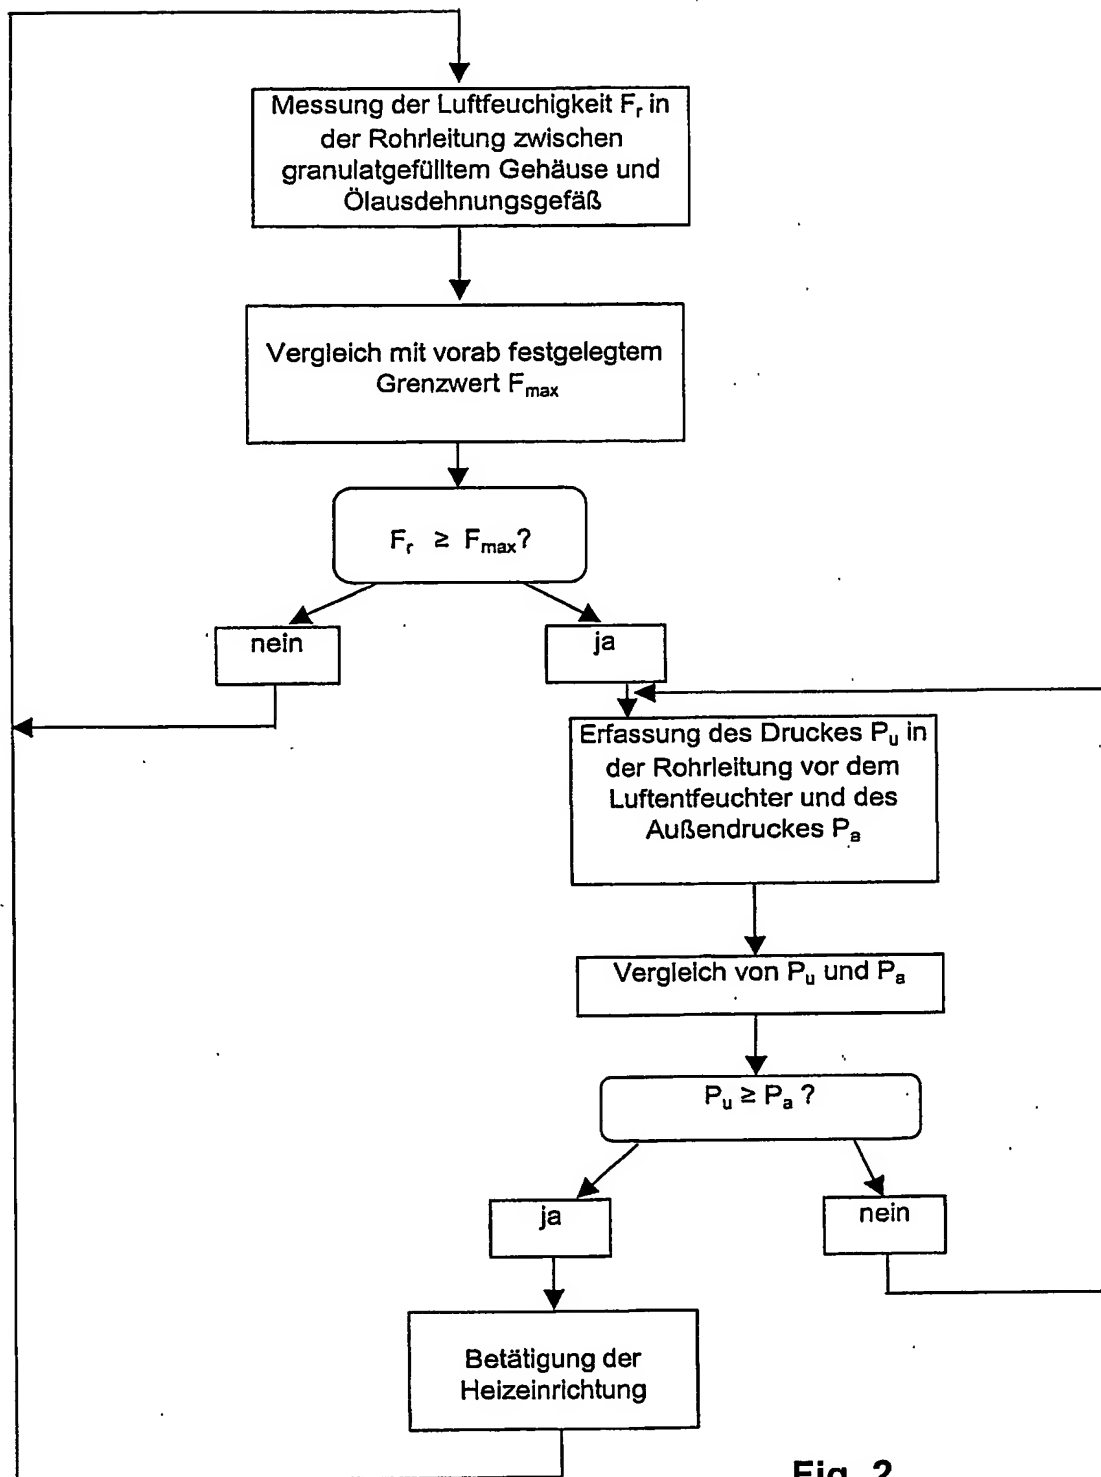 Messung der Luftfeuchigkeit Fr in
der Rohrleitung zwischen
granulatgefülltem Gehäuse und
Ölausdehnungsgefäß
Vergleich mit vorab festgelegtem
Grenzwert Fmax
Fr ≥ Fmax?
nein
ja
Erfassung des Druckes Pu in
der Rohrleitung vor dem
Luftentfeuchter und des
Außendruckes Pa
Vergleich von Pu und Pa
Pu ≥ Pa ?
ja
nein
Betätigung der
Heizeinrichtung
Fig. 2